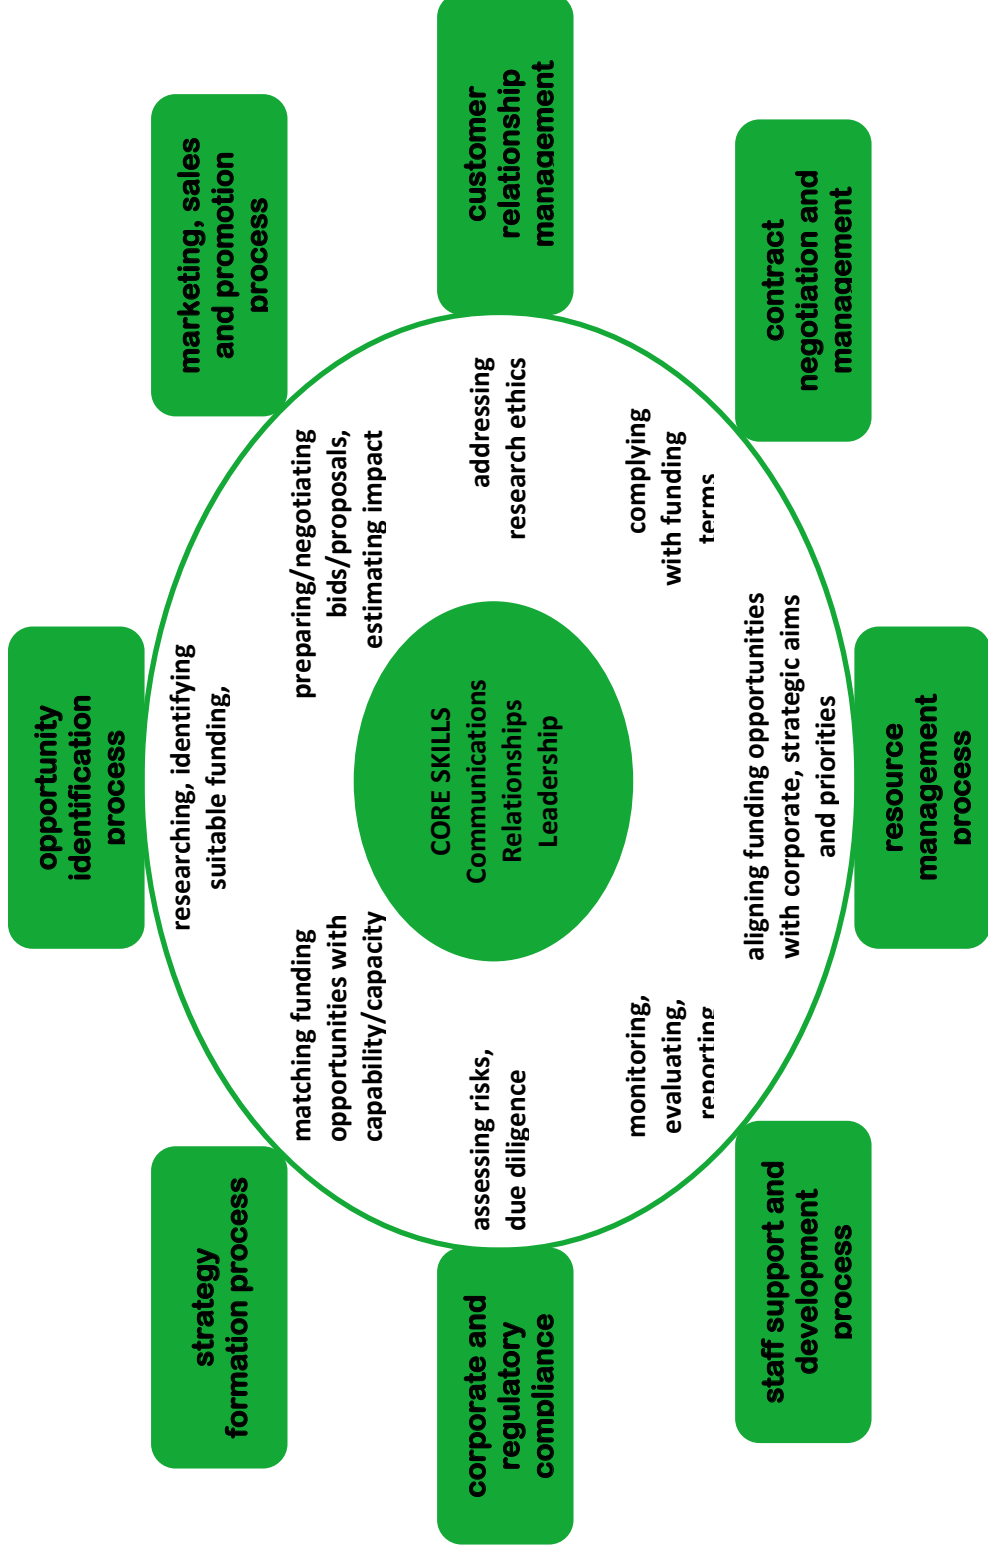 opportunity
identification
process
strategy
formation process
marketing, sales
and promotion
process
researching, identifying
suitable funding,
matching funding
opportunities with
capability/capacity
preparing/negotiating
bids/proposals,
estimating impact
corporate and
regulatory
compliance
assessing risks,
due diligence
CORE SKILLS
Communications
Relationships
Leadership
addressing
research ethics
customer
relationship
management
monitoring,
evaluating,
reporting
complying
with funding
terms
staff support and
development
process
aligning funding opportunities
with corporate, strategic aims
and priorities
contract
negotiation and
management
resource
management
process